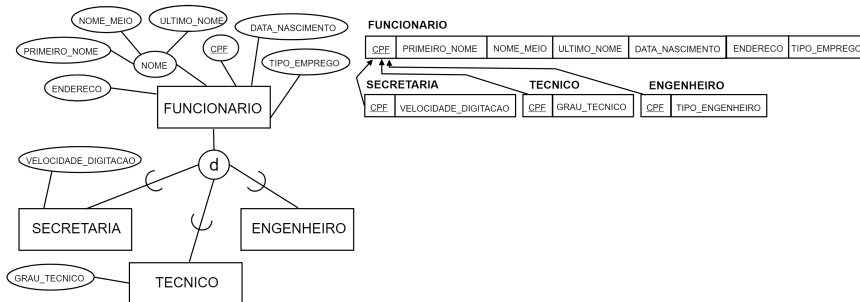 NOME_MEIO
ULTIMO_NOME
PRIMEIRO_NOME
NOME
CPF
DATA_NASCIMENTO
TIPO_EMPREGO
ENDERECO
FUNCIONARIO
d
VELOCIDADE_DIGITACAO
SECRETARIA
ENGENHEIRO
GRAU_TECNICO
TECNICO
FUNCIONARIO
CPF PRIMEIRO_NOME NOME_MEIO ULTIMO_NOME DATA_NASCIMENTO ENDERECO TIPO_EMPREGO
SECRETARIA
CPF VELOCIDADE_DIGITACAO
TECNICO
CPF GRAU_TECNICO
ENGENHEIRO
CPF TIPO_ENGENHEIRO